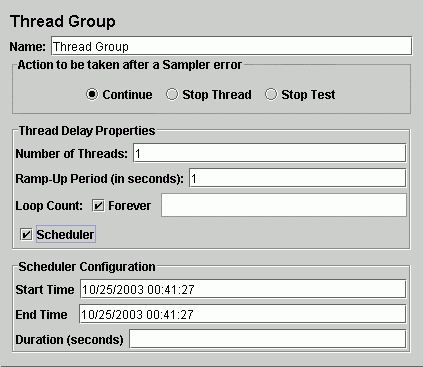 Thread Group
Name: Thread Group
Action to be taken after a Sampler error
Continue Stop Thread Stop Test
Thread Delay Properties
Number of Threads: 1
Ramp-Up Period (in seconds): 1
Loop Count: Forever
Scheduler
Scheduler Configuration
Start Time 10/25/2003 00:41:27
End Time 10/25/2003 00:41:27
Duration (seconds)